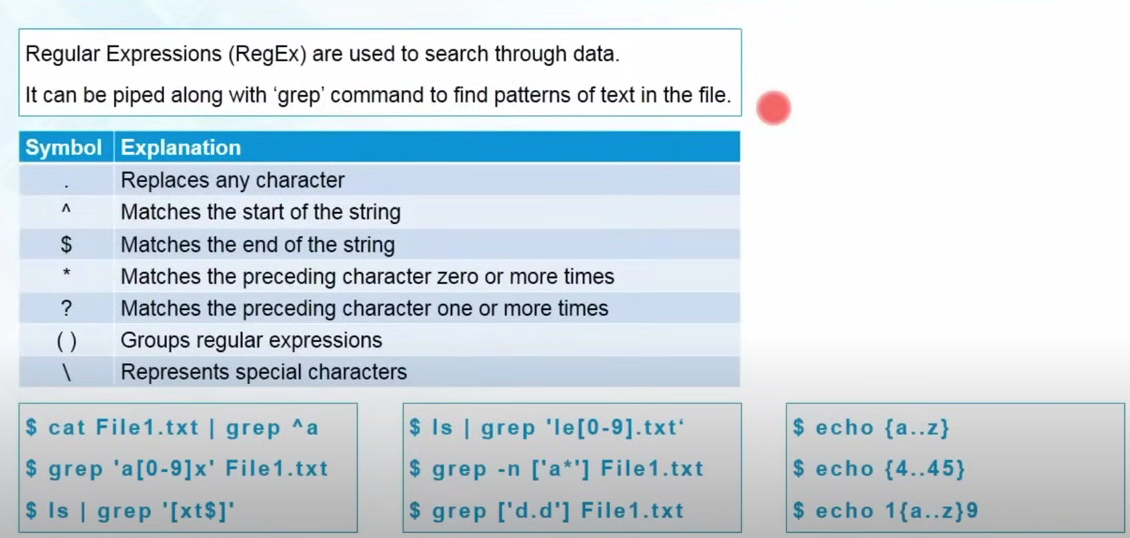 Regular Expressions (RegEx) are used to search through data.
It can be piped along with ‘grep’ command to find patterns of text in the file.
Symbol Explanation
. Replaces any character
^ Matches the start of the string
$ Matches the end of the string
* Matches the preceding character zero or more times
? Matches the preceding character one or more times
( ) Groups regular expressions
\ Represents special characters
$ cat File1.txt | grep ^a
$ grep 'a[0-9]x' File1.txt
$ ls | grep '[xt$]'
$ ls | grep 'le[0-9].txt‘
$ grep -n ['a*'] File1.txt
$ grep ['d.d'] File1.txt
$ echo {a..z}
$ echo {4..45}
$ echo 1{a..z}9